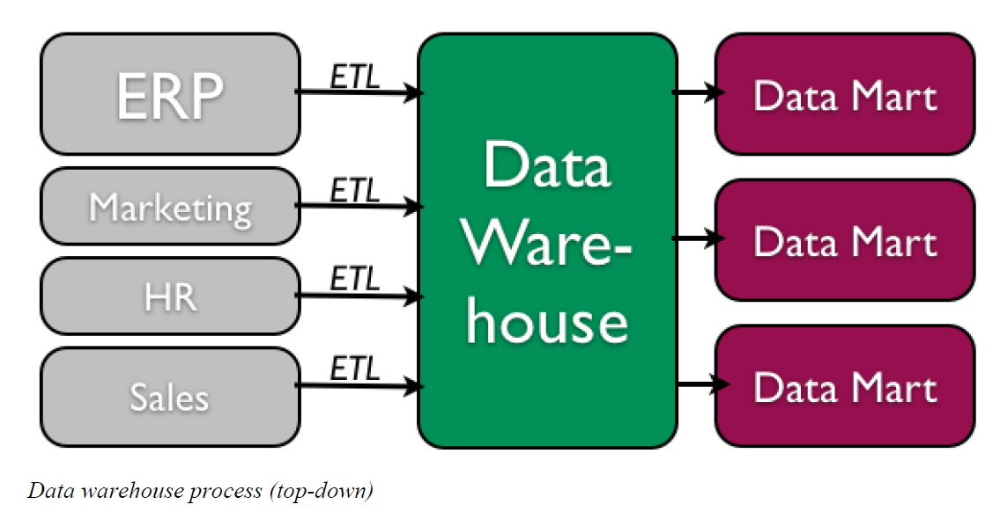 ERP
ETL
Marketing
ETL
HR
ETL
Sales
ETL
Data
Ware-
house
Data Mart
Data Mart
Data Mart
Data warehouse process (top-down)